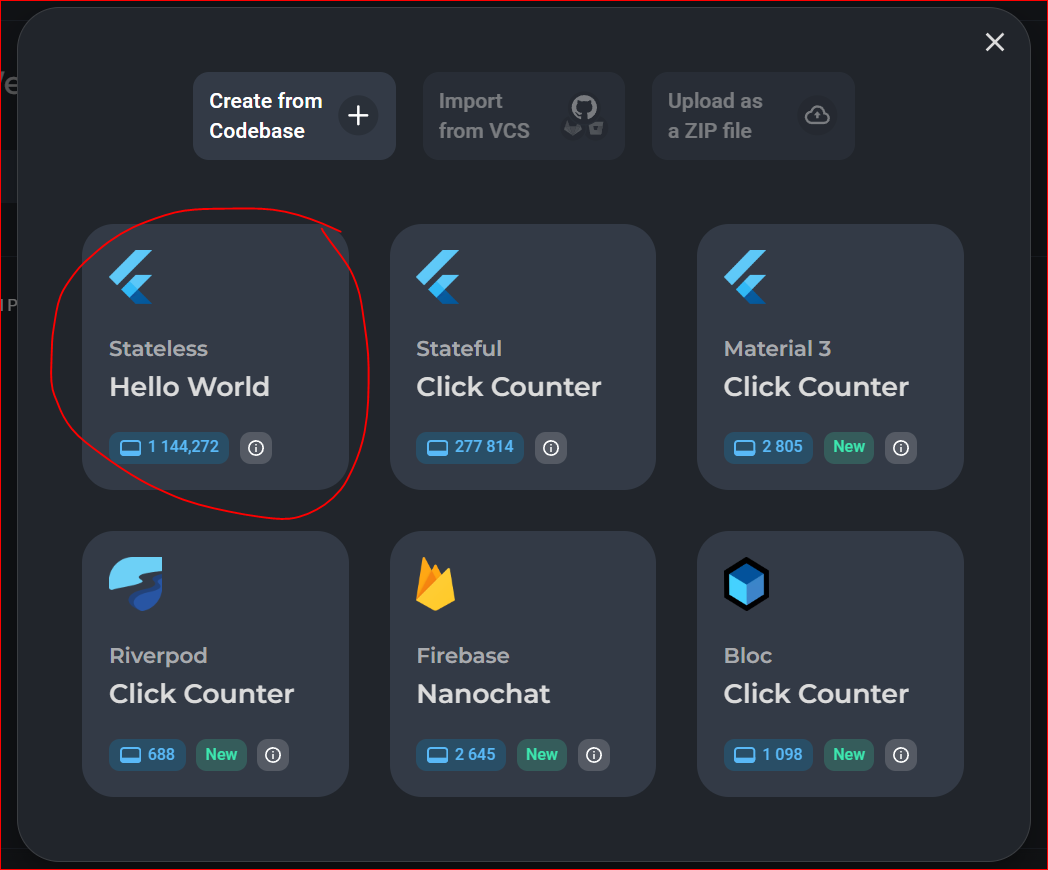 Create from
Codebase
Import
from VCS
Upload as
a ZIP file
Stateless
Hello World
1 144,272
Stateful
Click Counter
277 814
Material 3
Click Counter
2 805
New
Riverpod
Click Counter
688
New
Firebase
Nanochat
2 645
New
Bloc
Click Counter
1 098
New